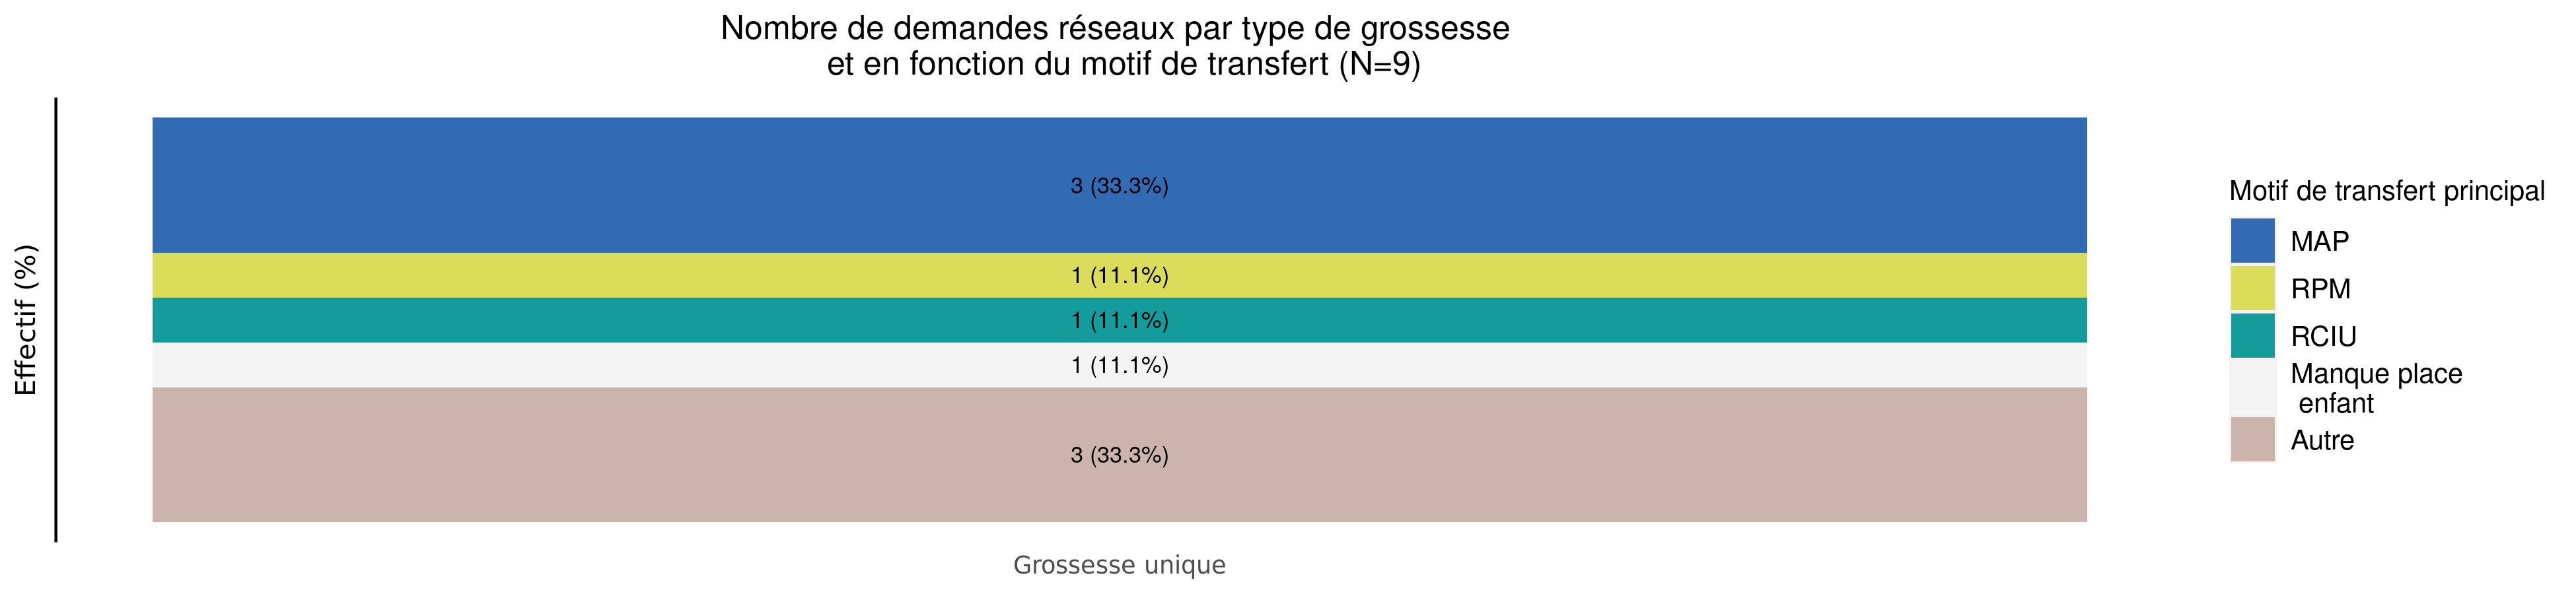 Nombre de demandes réseaux par type de grossesse
et en fonction du motif de transfert (N=9)
Effectif (%)
3 (33.3%)
1 (11.1%)
1 (11.1%)
1 (11.1%)
3 (33.3%)
Grossesse unique
Motif de transfert principal
MAP
RPM
RCIU
Manque place
enfant
Autre